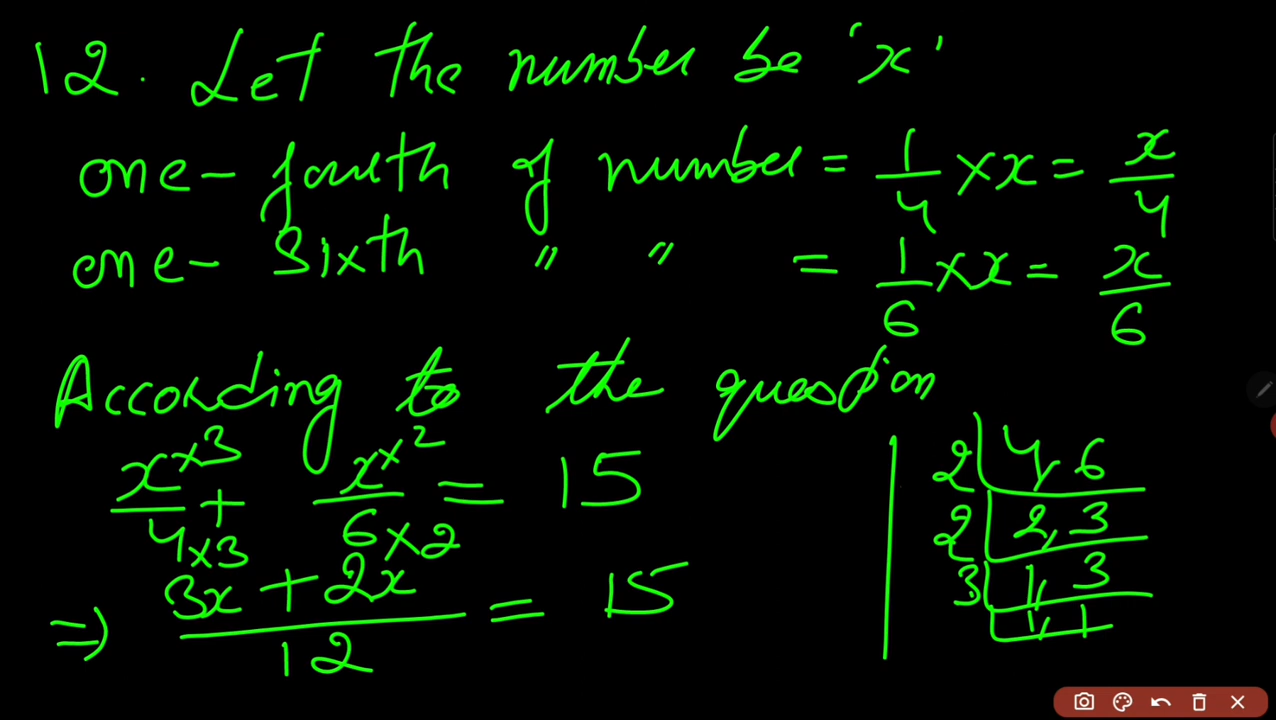 12. Let the number be 'x'
one-fourth of number = 1/4 × x = x/4
one-Sixth " " = 1/6 × x = x/6
According to the question
x×3/4×3 + x×2/6×2 = 15
⇒ 3x + 2x/12 = 15
2 | 4, 6
2 | 2, 3
3 | 1, 3
1, 1